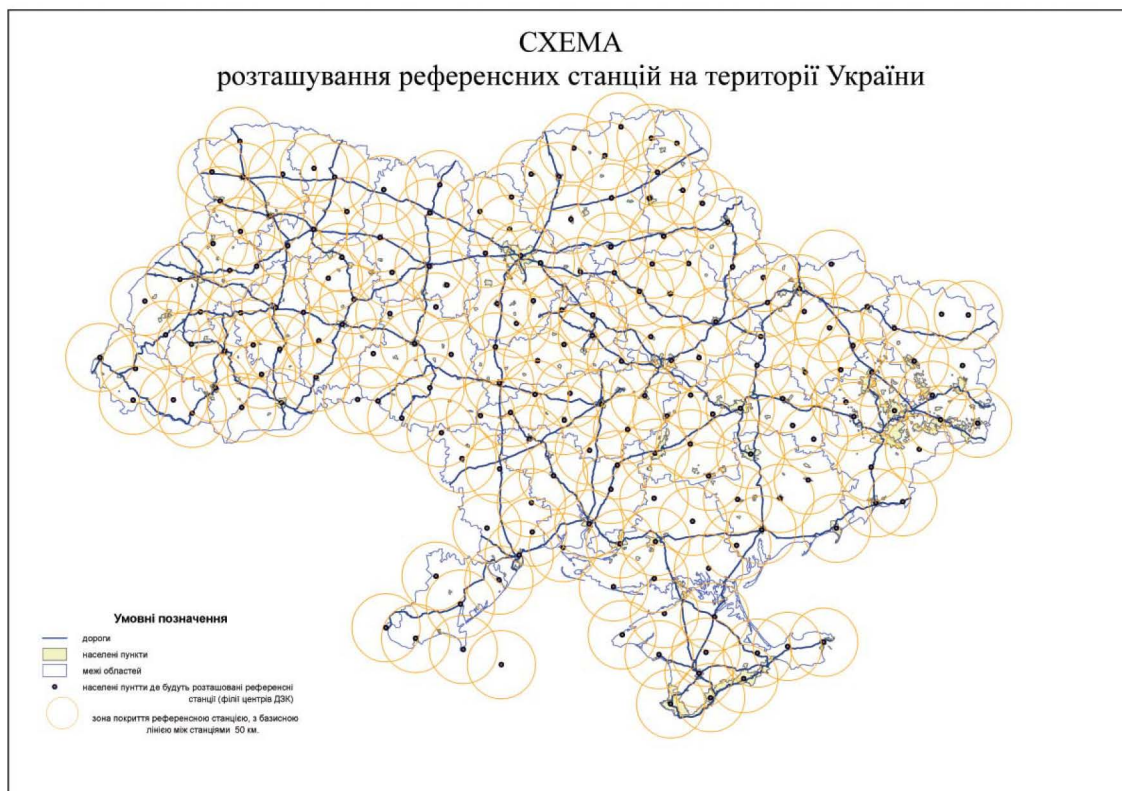 СХЕМА
розташування референсних станцій на території України
Умовні позначення
дороги
населені пункти
межі областей
населені пунтти де будуть розташовані референсні
станції (філії центрів ДЗК)
зона покриття референсною станцією, з базисною
лінією між станціями 50 км.